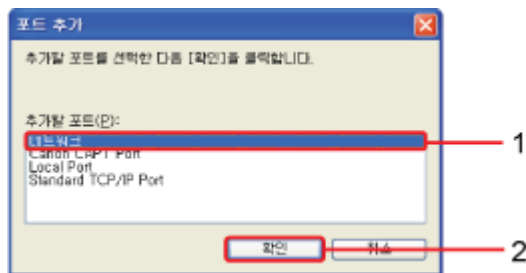 포트 추가
추가할 포트를 선택한 다음 [확인]을 클릭합니다.
추가할 포트(P):
네트워크
1
Canon CAPT Port
Local Port
Standard TCP/IP Port
확인
취소
2